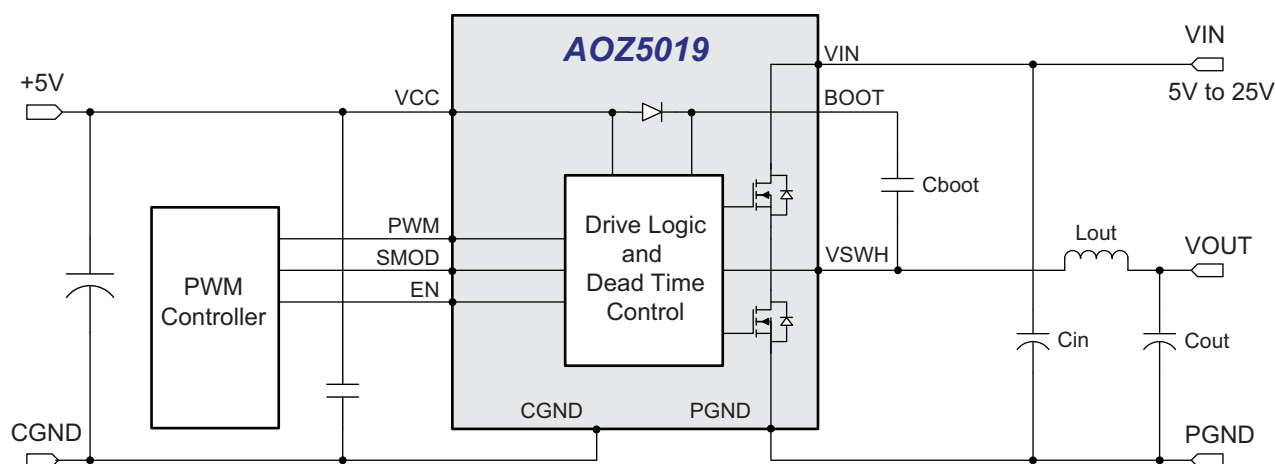 AOZ5019
VIN
+5V
VIN
VCC
BOOT
5V to 25V
Cboot
PWM
Controller
PWM
SMOD
EN
Drive Logic
and
Dead Time
Control
VSWH
Lout
VOUT
Cin
Cout
CGND
PGND
CGND
PGND